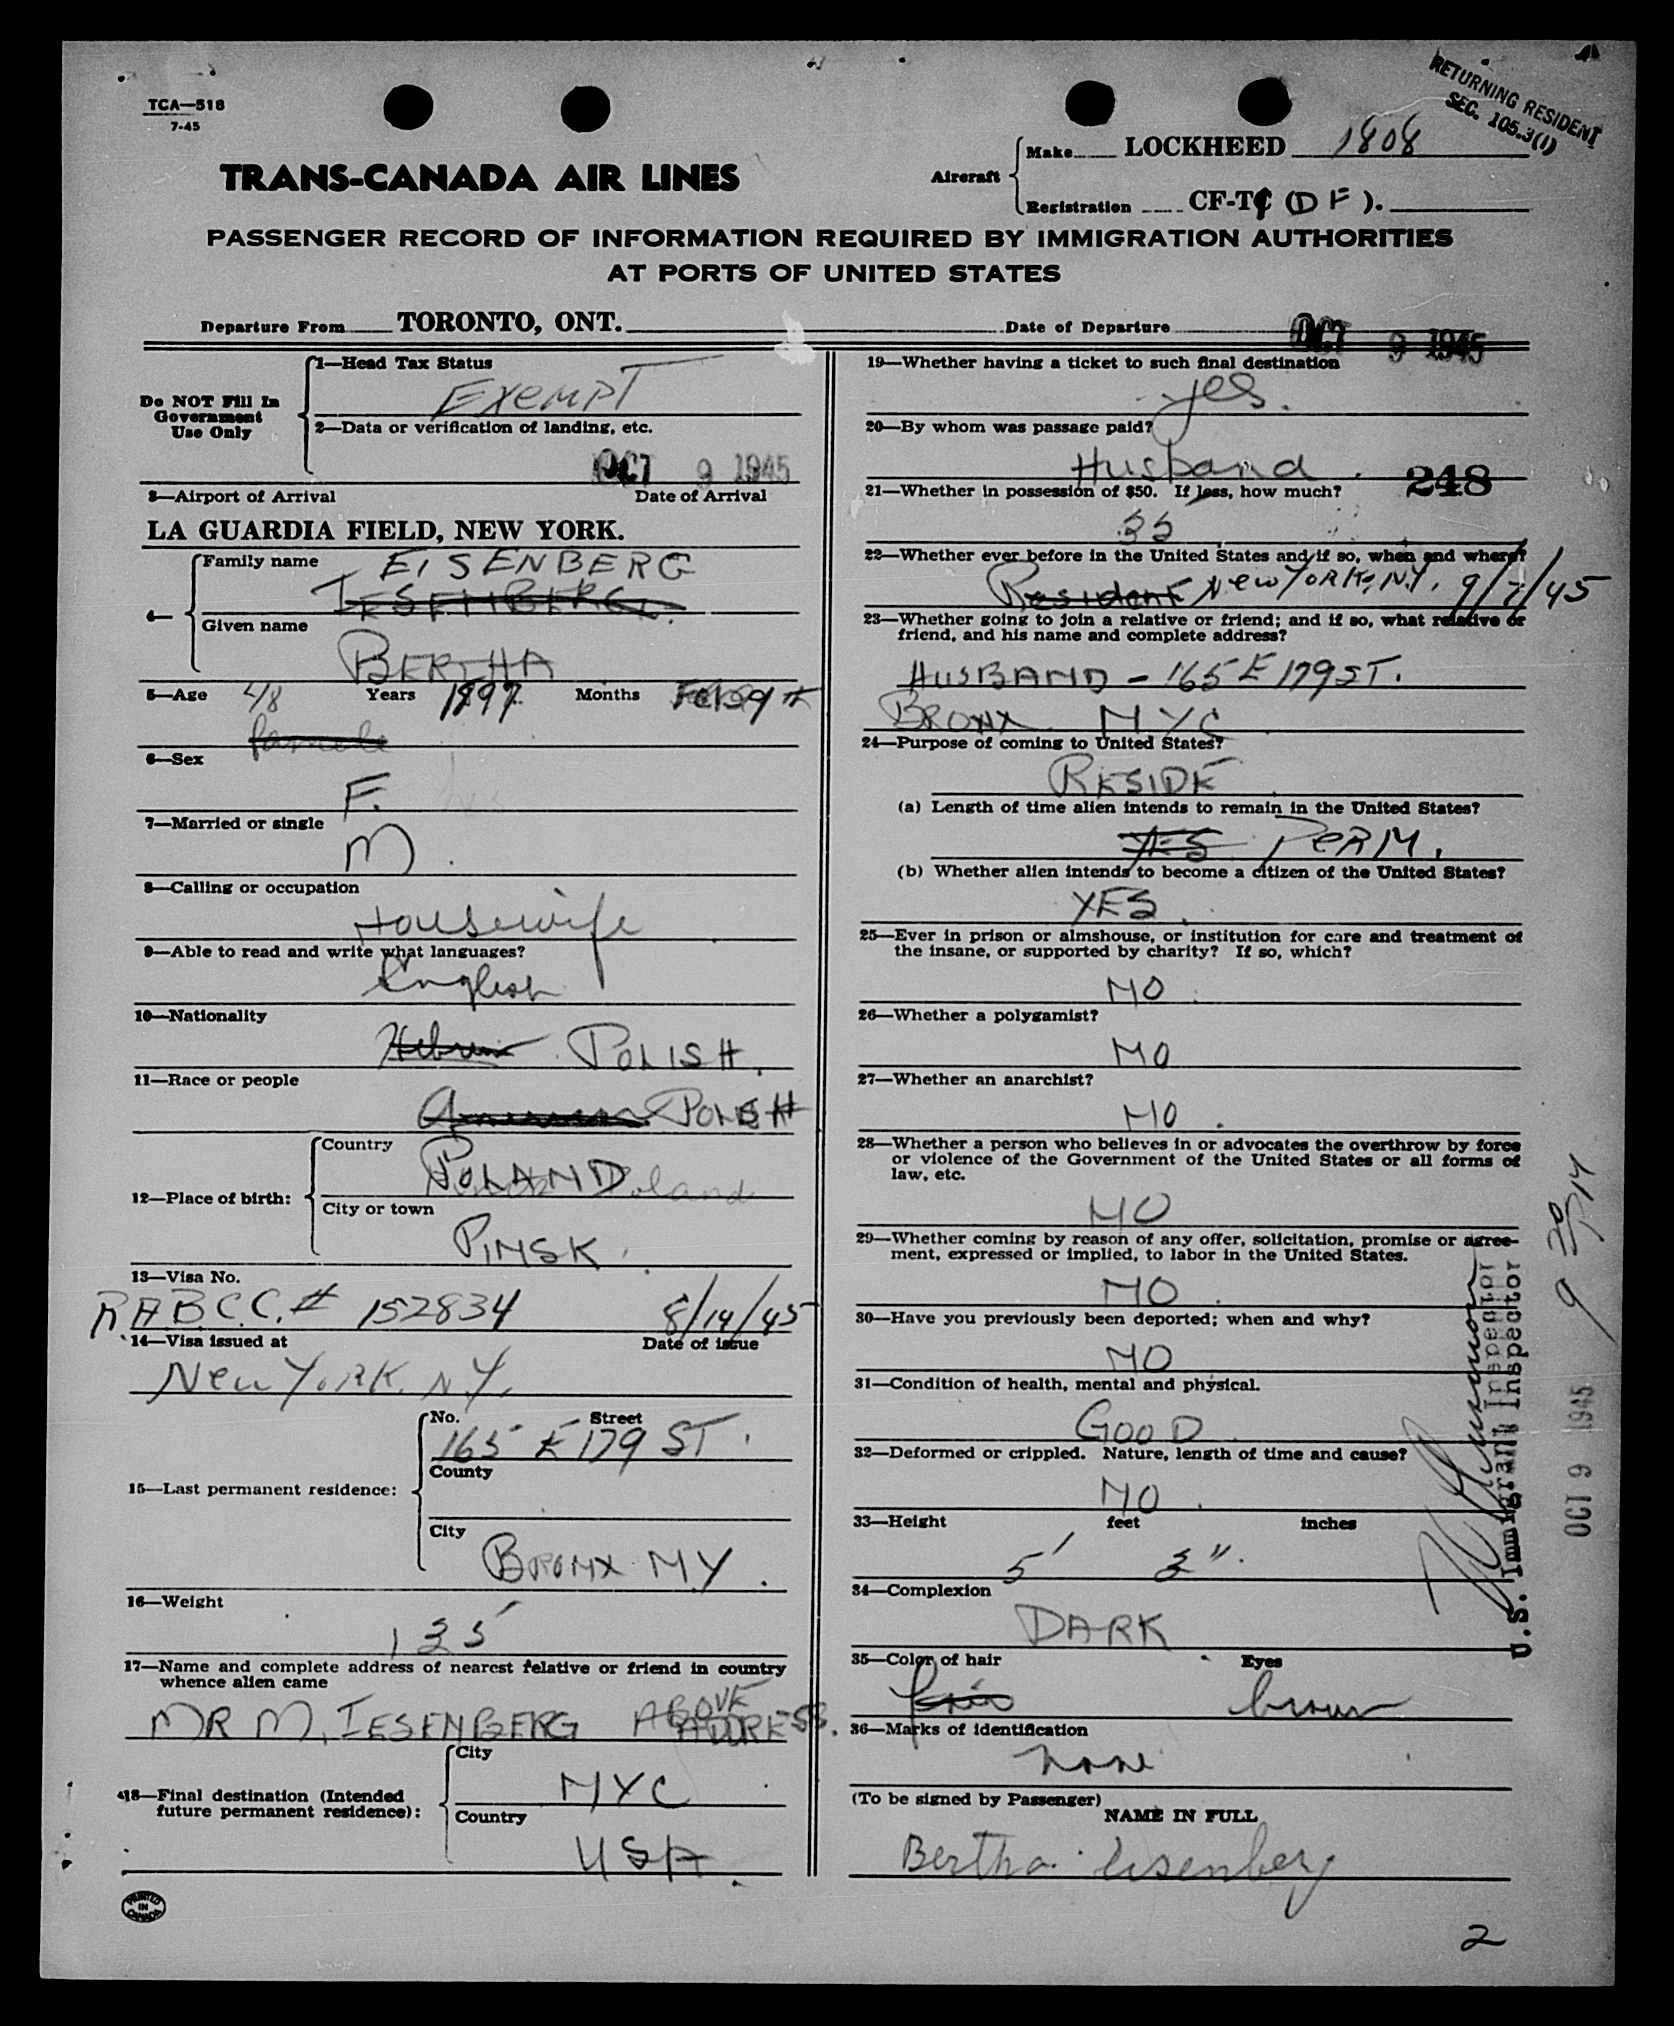 TCA—518
7-45
RETURNING RESIDENT
SEC. 105.3(1)
TRANS-CANADA AIR LINES
Aircraft
Make LOCKHEED 1808
Registration CF-TC (D F).
PASSENGER RECORD OF INFORMATION REQUIRED BY IMMIGRATION AUTHORITIES
AT PORTS OF UNITED STATES
Departure From TORONTO, ONT. Date of Departure OCT 9 1945
Do NOT Fill In
Government
Use Only
1—Head Tax Status
EXEMPT
2—Data or verification of landing, etc.
OCT 9 1945
3—Airport of Arrival Date of Arrival
LA GUARDIA FIELD, NEW YORK.
4—
Family name EISENBERG
IESENBERG.
Given name
BERTHA
5—Age 48 Years 1897 Months
female
6—Sex
F.
7—Married or single
M.
8—Calling or occupation
Housewife
9—Able to read and write what languages?
English
10—Nationality
Hebrew POLISH.
11—Race or people
American POLISH
12—Place of birth:
Country
POLAND
City or town
PINSK.
13—Visa No.
R.A.B.C.C. # 152834 8/14/45
14—Visa issued at Date of issue
New YORK. N.Y.
15—Last permanent residence:
No. Street
165 E 179 ST.
County
City
BRONX N.Y.
16—Weight
135
17—Name and complete address of nearest relative or friend in country
whence alien came
MR M. IESENBERG ABOVE ADDRESS.
18—Final destination (Intended
future permanent residence):
City
NYC
Country
USA.
PRINTED
IN
CANADA
19—Whether having a ticket to such final destination
yes.
20—By whom was passage paid?
Husband.
248
21—Whether in possession of $50. If less, how much?
35
22—Whether ever before in the United States and if so, when and where?
Resident New YORK, N.Y. 9/7/45
23—Whether going to join a relative or friend; and if so, what relative or
friend, and his name and complete address?
HUSBAND - 165 E 179 ST.
BRONX NYC
24—Purpose of coming to United States?
RESIDE
(a) Length of time alien intends to remain in the United States?
YES PERM.
(b) Whether alien intends to become a citizen of the United States?
YES.
25—Ever in prison or almshouse, or institution for care and treatment of
the insane, or supported by charity? If so, which?
NO.
26—Whether a polygamist?
NO
27—Whether an anarchist?
NO.
28—Whether a person who believes in or advocates the overthrow by force
or violence of the Government of the United States or all forms of
law, etc.
NO
29—Whether coming by reason of any offer, solicitation, promise or agree-
ment, expressed or implied, to labor in the United States.
NO.
30—Have you previously been deported; when and why?
NO
31—Condition of health, mental and physical.
GOOD.
32—Deformed or crippled. Nature, length of time and cause?
NO.
33—Height feet inches
5' 3".
34—Complexion
DARK
35—Color of hair Eyes
brown
36—Marks of identification
none
(To be signed by Passenger)
NAME IN FULL
Bertha Eisenberg
U.S. Immigrant Inspector
OCT 9 1945
2